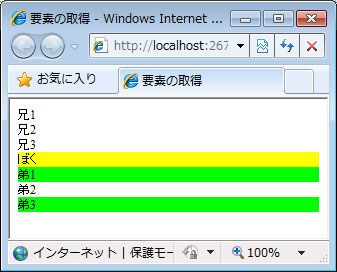 要素の取得 - Windows Internet ...
http://localhost:267
お気に入り
要素の取得
兄1
兄2
兄3
ぼく
弟1
弟2
弟3
インターネット | 保護モー
100%